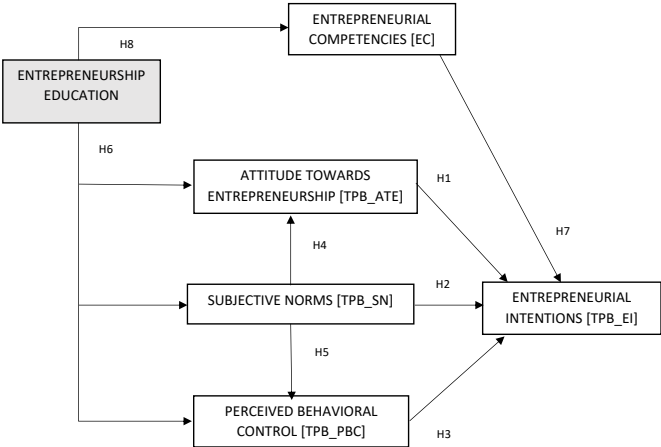 ENTREPRENEURIAL
COMPETENCIES [EC]
H8
ENTREPRENEURSHIP
EDUCATION
H6
ATTITUDE TOWARDS
ENTREPRENEURSHIP [TPB_ATE]
H1
H7
H4
SUBJECTIVE NORMS [TPB_SN]
H2
ENTREPRENEURIAL
INTENTIONS [TPB_EI]
H5
PERCEIVED BEHAVIORAL
CONTROL [TPB_PBC]
H3